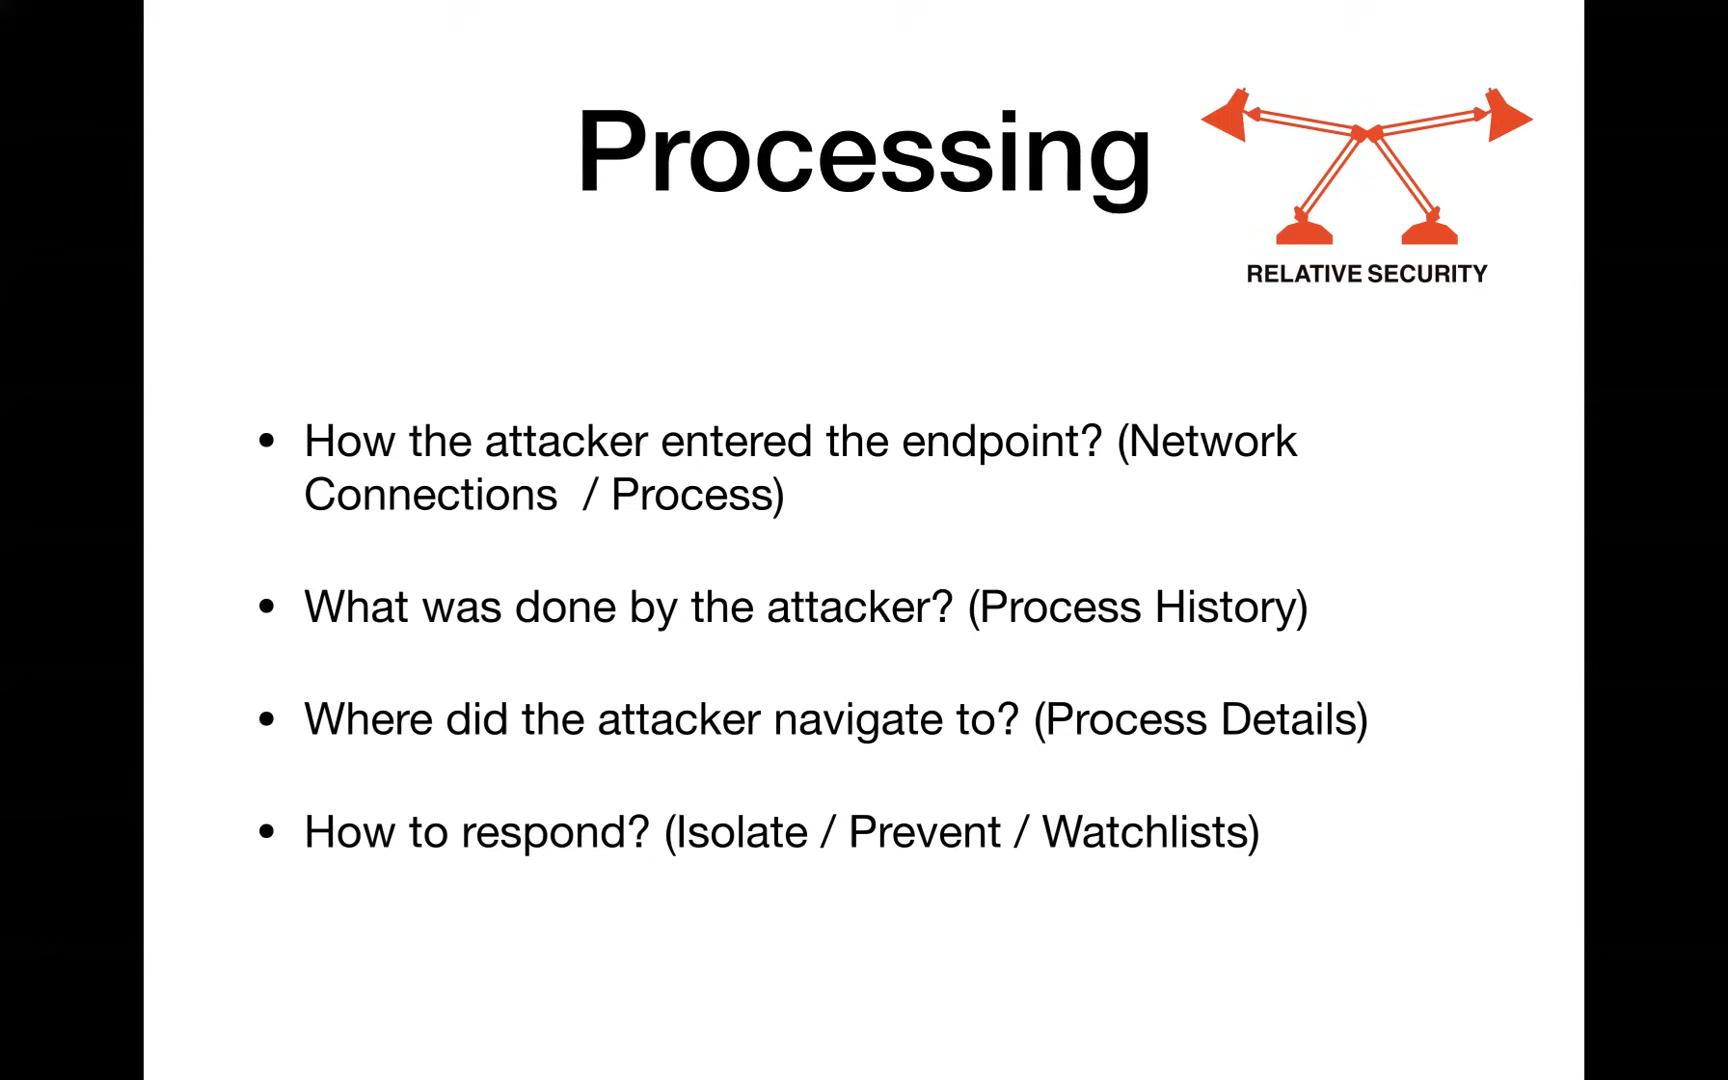 Processing
RELATIVE SECURITY
• How the attacker entered the endpoint? (Network
Connections  / Process)
• What was done by the attacker? (Process History)
• Where did the attacker navigate to? (Process Details)
• How to respond? (Isolate / Prevent / Watchlists)